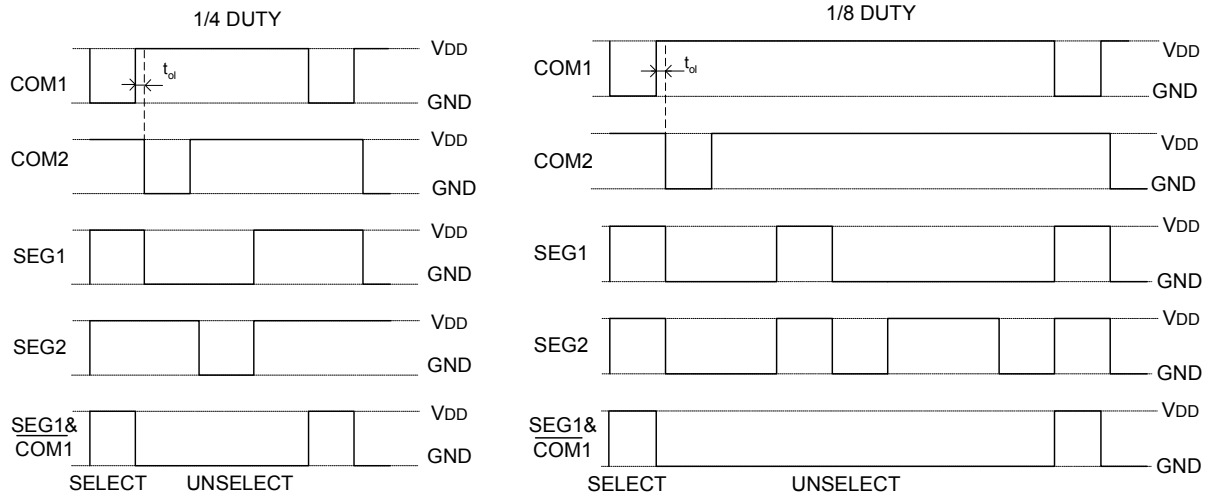 1/4 DUTY
COM1
t_ol
VDD
GND
COM2
VDD
GND
SEG1
VDD
GND
SEG2
VDD
GND
SEG1&
COM1
VDD
GND
SELECT UNSELECT
1/8 DUTY
COM1
t_ol
VDD
GND
COM2
VDD
GND
SEG1
VDD
GND
SEG2
VDD
GND
SEG1&
COM1
VDD
GND
SELECT UNSELECT